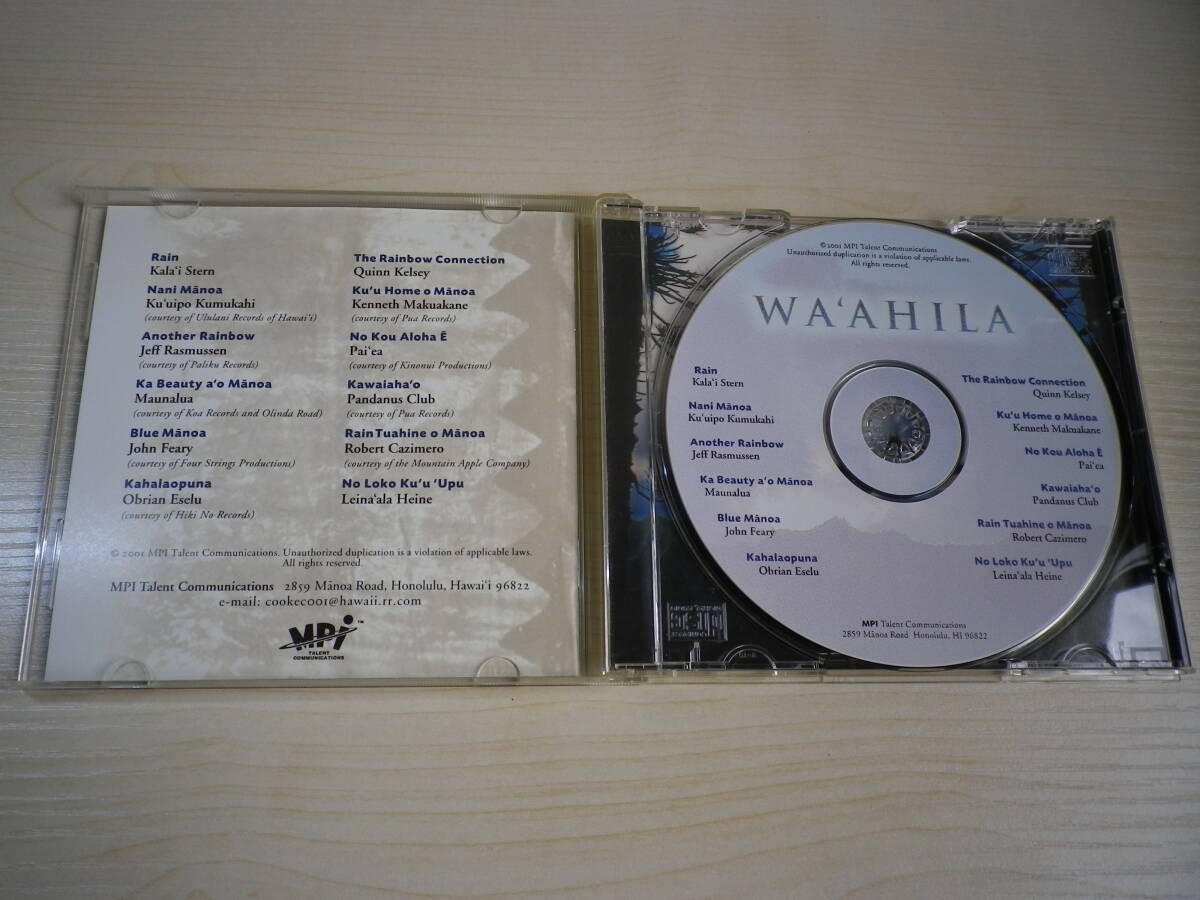 Rain
Kala'i Stern
Nani Mānoa
Ku'uipo Kumukahi
(courtesy of Ululani Records of Hawai'i)
Another Rainbow
Jeff Rasmussen
(courtesy of Paliku Records)
Ka Beauty a'o Mānoa
Maunalua
(courtesy of Koa Records and Olinda Road)
Blue Mānoa
John Feary
(courtesy of Four Strings Productions)
Kahalaopuna
Obrian Eselu
(courtesy of Hiki No Records)
The Rainbow Connection
Quinn Kelsey
Ku'u Home o Mānoa
Kenneth Makuakane
(courtesy of Pua Records)
No Kou Aloha Ē
Pai'ea
(courtesy of Kinonui Productions)
Kawaiaha'o
Pandanus Club
(courtesy of Pua Records)
Rain Tuahine o Mānoa
Robert Cazimero
(courtesy of the Mountain Apple Company)
No Loko Ku'u 'Upu
Leina'ala Heine
© 2001 MPI Talent Communications. Unauthorized duplication is a violation of applicable laws.
All rights reserved.
MPI Talent Communications 2859 Mānoa Road, Honolulu, Hawai'i 96822
e-mail: cookec001@hawaii.rr.com
MPI ™
TALENT
COMMUNICATIONS
© 2001 MPI Talent Communications
Unauthorized duplication is a violation of applicable laws.
All rights reserved.
WA'AHILA
Rain
Kala'i Stern
Nani Mānoa
Ku'uipo Kumukahi
Another Rainbow
Jeff Rasmussen
Ka Beauty a'o Mānoa
Maunalua
Blue Mānoa
John Feary
Kahalaopuna
Obrian Eselu
The Rainbow Connection
Quinn Kelsey
Ku'u Home o Mānoa
Kenneth Makuakane
No Kou Aloha Ē
Pai'ea
Kawaiaha'o
Pandanus Club
Rain Tuahine o Mānoa
Robert Cazimero
No Loko Ku'u 'Upu
Leina'ala Heine
MPI Talent Communications
2859 Mānoa Road Honolulu, HI 96822